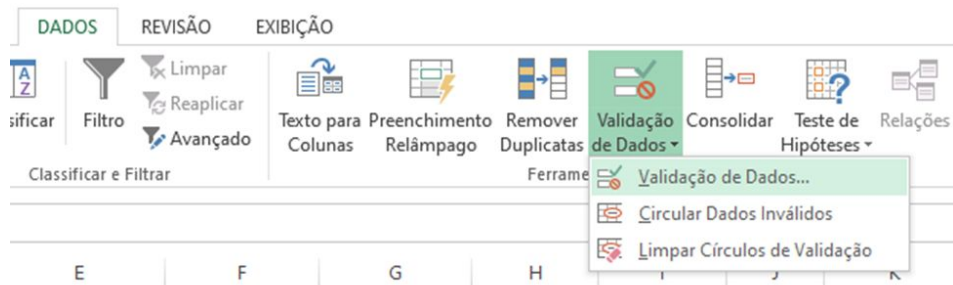 DADOS REVISÃO EXIBIÇÃO
A
Z
sificar
Filtro
Limpar
Reaplicar
Avançado
Texto para
Colunas
Preenchimento
Relâmpago
Remover
Duplicatas
Validação
de Dados
Consolidar
Teste de
Hipóteses
Relações
Classificar e Filtrar
Ferrame
Validação de Dados...
Circular Dados Inválidos
Limpar Círculos de Validação
E F G H